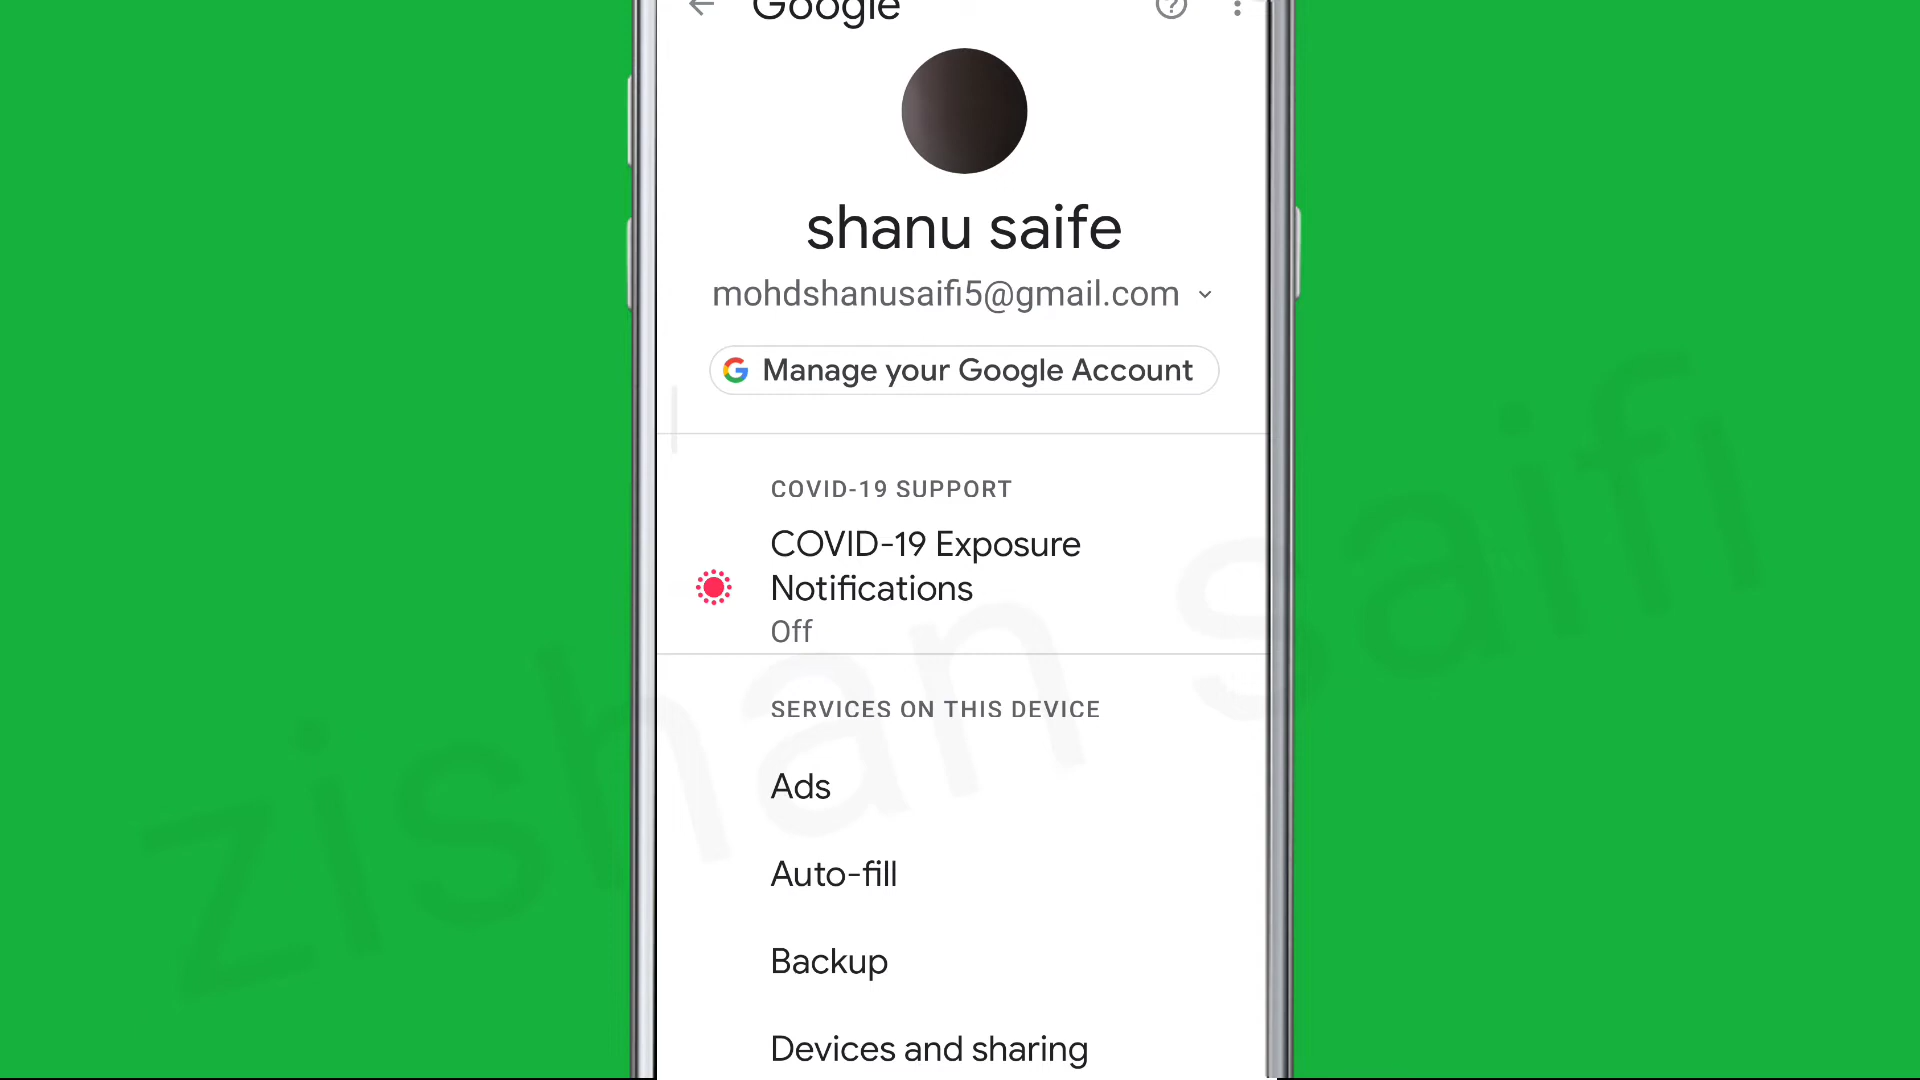 Google
shanu saife
mohdshanusaifi5@gmail.com
G Manage your Google Account
COVID-19 SUPPORT
COVID-19 Exposure
Notifications
Off
SERVICES ON THIS DEVICE
Ads
Auto-fill
Backup
Devices and sharing
zishan saifi